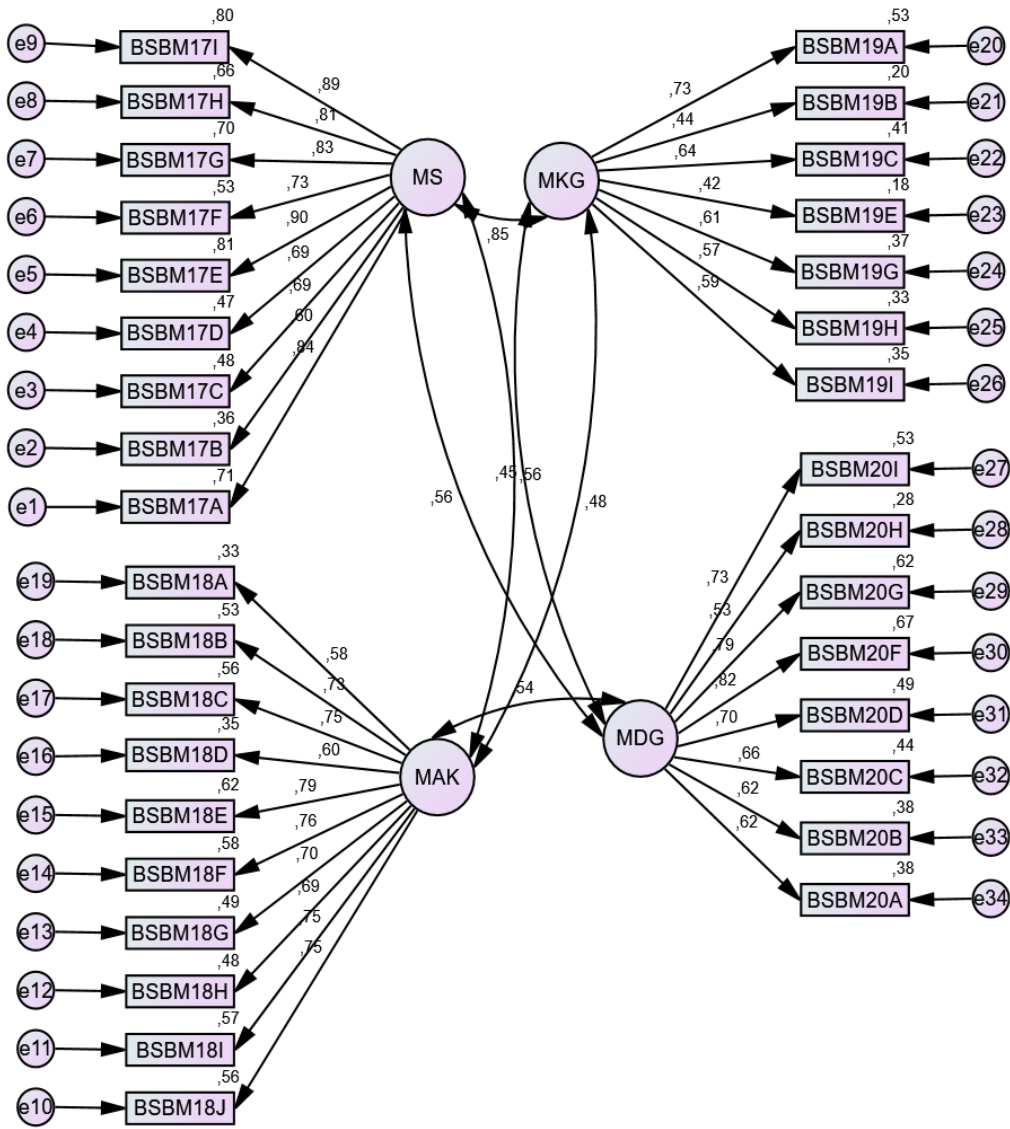 ,80
e9 BSBM17I
,66
e8 BSBM17H
,70
e7 BSBM17G
,53
e6 BSBM17F
,81
e5 BSBM17E
,47
e4 BSBM17D
,48
e3 BSBM17C
,36
e2 BSBM17B
,71
e1 BSBM17A
,89
,81
,83
,73
,90
,69
,69
,60
,84
MS
MKG
,85
,73
,44
,64
,42
,61
,57
,59
,53
BSBM19A e20
,20
BSBM19B e21
,41
BSBM19C e22
,18
BSBM19E e23
,37
BSBM19G e24
,33
BSBM19H e25
,35
BSBM19I e26
,56
,45
,56
,48
,33
e19 BSBM18A
,53
e18 BSBM18B
,56
e17 BSBM18C
,35
e16 BSBM18D
,62
e15 BSBM18E
,58
e14 BSBM18F
,49
e13 BSBM18G
,48
e12 BSBM18H
,57
e11 BSBM18I
,56
e10 BSBM18J
,58
,73
,75
,60
,79
,76
,70
,69
,75
,75
MAK
,54
MDG
,73
,53
,79
,82
,70
,66
,62
,62
,53
BSBM20I e27
,28
BSBM20H e28
,62
BSBM20G e29
,67
BSBM20F e30
,49
BSBM20D e31
,44
BSBM20C e32
,38
BSBM20B e33
,38
BSBM20A e34